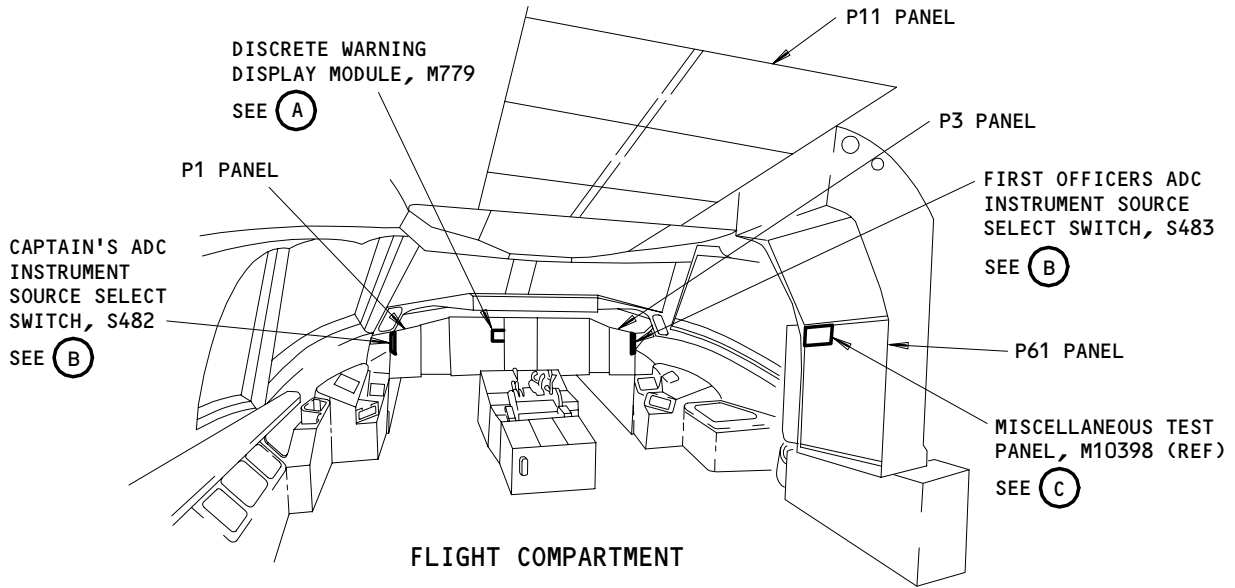 P11 PANEL
DISCRETE WARNING
DISPLAY MODULE, M779
SEE A
P3 PANEL
P1 PANEL
FIRST OFFICERS ADC
INSTRUMENT SOURCE
SELECT SWITCH, S483
SEE B
CAPTAIN'S ADC
INSTRUMENT
SOURCE SELECT
SWITCH, S482
SEE B
P61 PANEL
MISCELLANEOUS TEST
PANEL, M10398 (REF)
SEE C
FLIGHT COMPARTMENT